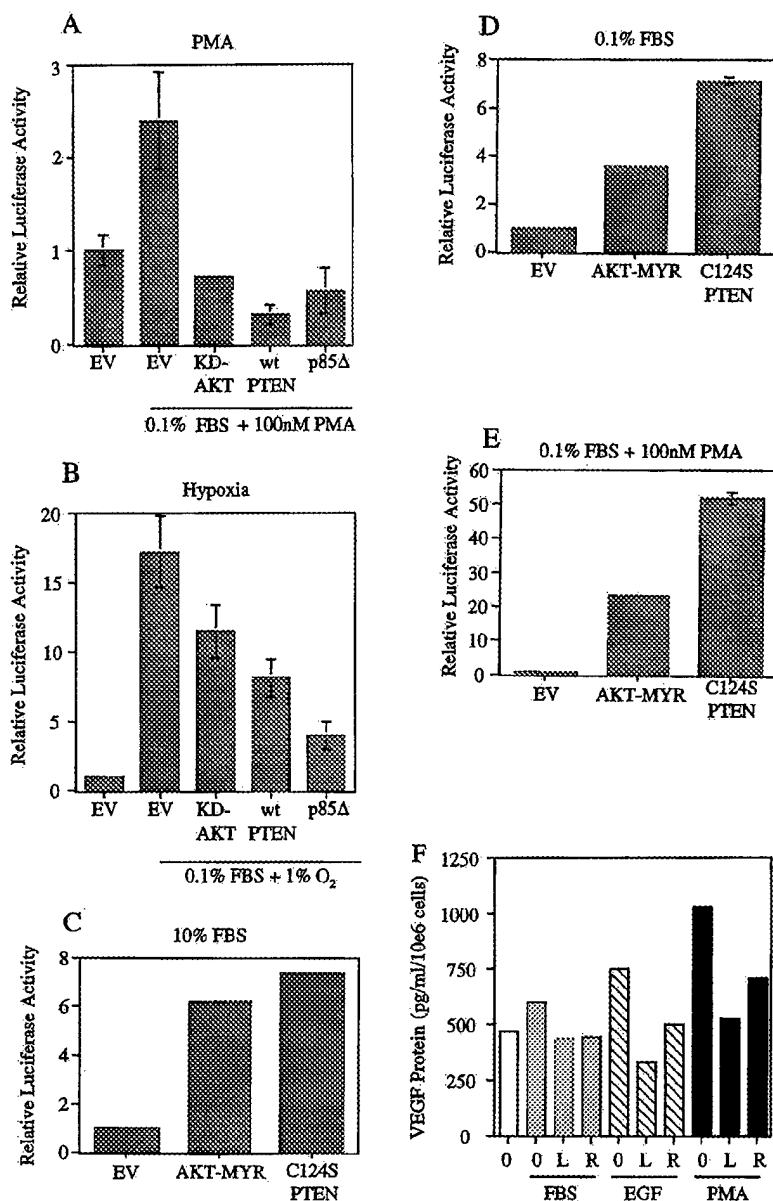 A
PMA
Relative Luciferase Activity
3
2
1
0
EV
EV
KD-
AKT
wt
PTEN
p85Δ
0.1% FBS + 100nM PMA
B
Hypoxia
Relative Luciferase Activity
20
15
10
5
0
EV
EV
KD-
AKT
wt
PTEN
p85Δ
0.1% FBS + 1% O2
C
10% FBS
Relative Luciferase Activity
8
6
4
2
0
EV
AKT-MYR
C124S
PTEN
D
0.1% FBS
Relative Luciferase Activity
8
6
4
2
0
EV
AKT-MYR
C124S
PTEN
E
0.1% FBS + 100nM PMA
Relative Luciferase Activity
60
50
40
30
20
10
0
EV
AKT-MYR
C124S
PTEN
F
VEGF Protein (pg/ml/10e6 cells)
1250
1000
750
500
250
0
0 0 L R 0 L R 0 L R
FBS EGF PMA